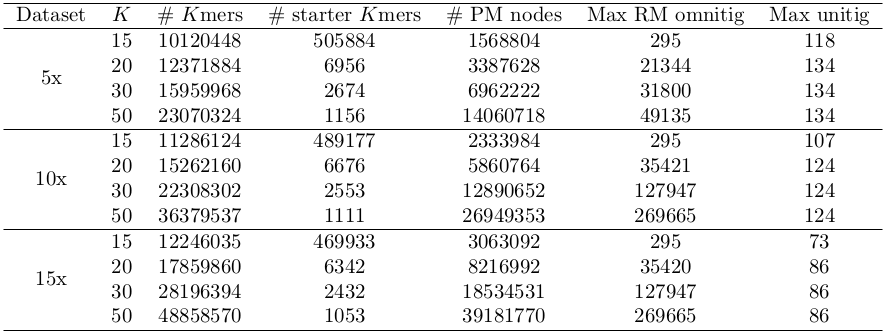 Dataset K # Kmers # starter Kmers # PM nodes Max RM omnitig Max unitig
5x 15 10120448 505884 1568804 295 118
20 12371884 6956 3387628 21344 134
30 15959968 2674 6962222 31800 134
50 23070324 1156 14060718 49135 134
10x 15 11286124 489177 2333984 295 107
20 15262160 6676 5860764 35421 124
30 22308302 2553 12890652 127947 124
50 36379537 1111 26949353 269665 124
15x 15 12246035 469933 3063092 295 73
20 17859860 6342 8216992 35420 86
30 28196394 2432 18534531 127947 86
50 48858570 1053 39181770 269665 86